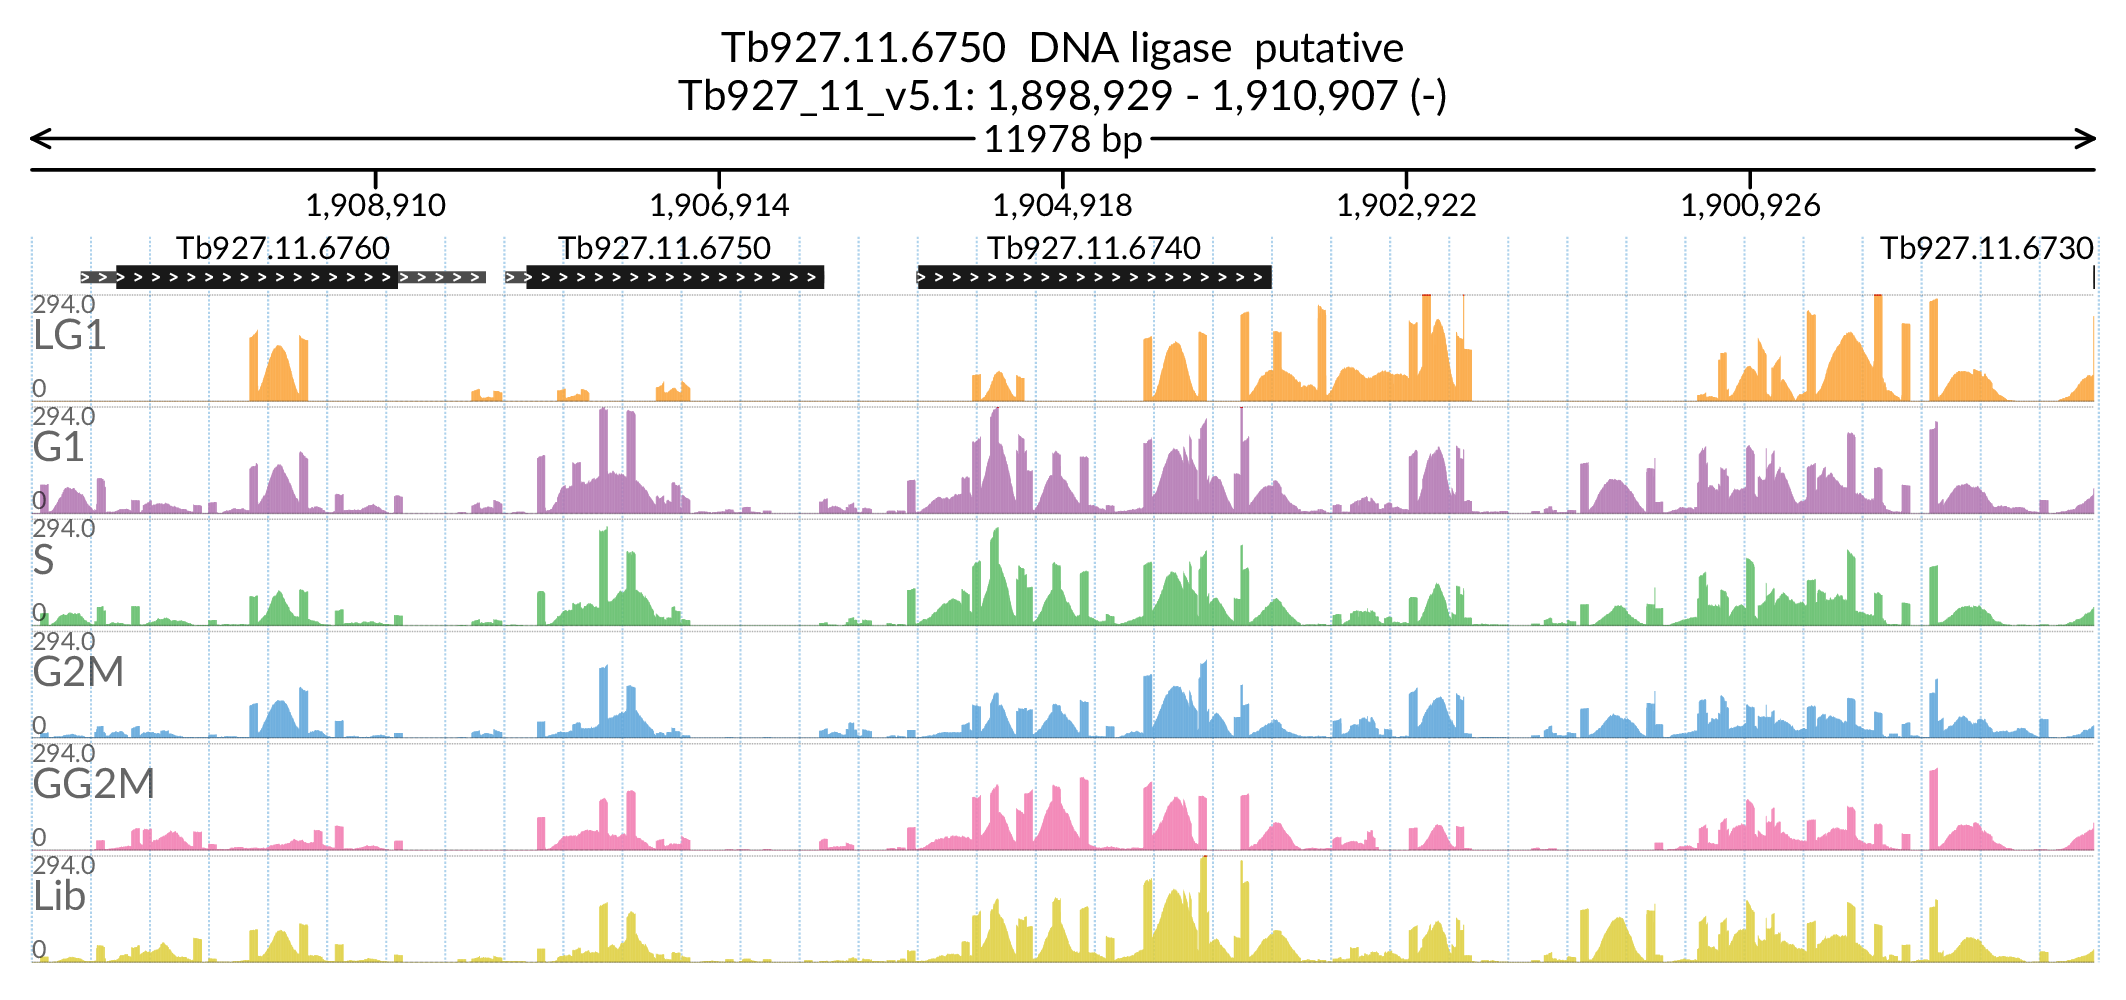 Tb927.11.6750 DNA ligase putative
Tb927_11_v5.1: 1,898,929 - 1,910,907 (-)
11978 bp
1,908,910 1,906,914 1,904,918 1,902,922 1,900,926
Tb927.11.6760 Tb927.11.6750 Tb927.11.6740 Tb927.11.6730
294.0
LG1
0
294.0
G1
0
294.0
S
0
294.0
G2M
0
294.0
GG2M
0
294.0
Lib
0